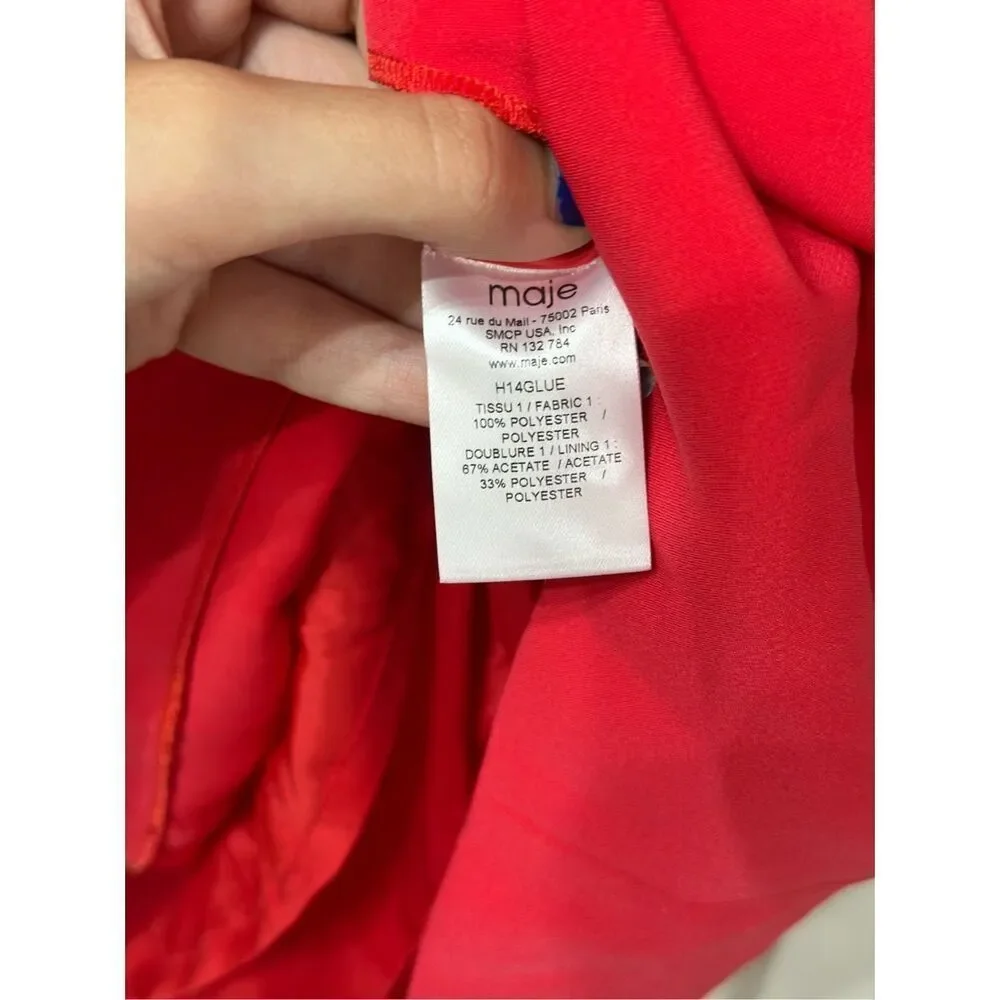 maje
24 rue du Mail - 75002 Paris
SMCP USA, Inc
RN 132 784
www.maje.com
H14GLUE
TISSU 1 / FABRIC 1 :
100% POLYESTER /
POLYESTER
DOUBLURE 1 / LINING 1 :
67% ACETATE / ACETATE
33% POLYESTER /
POLYESTER